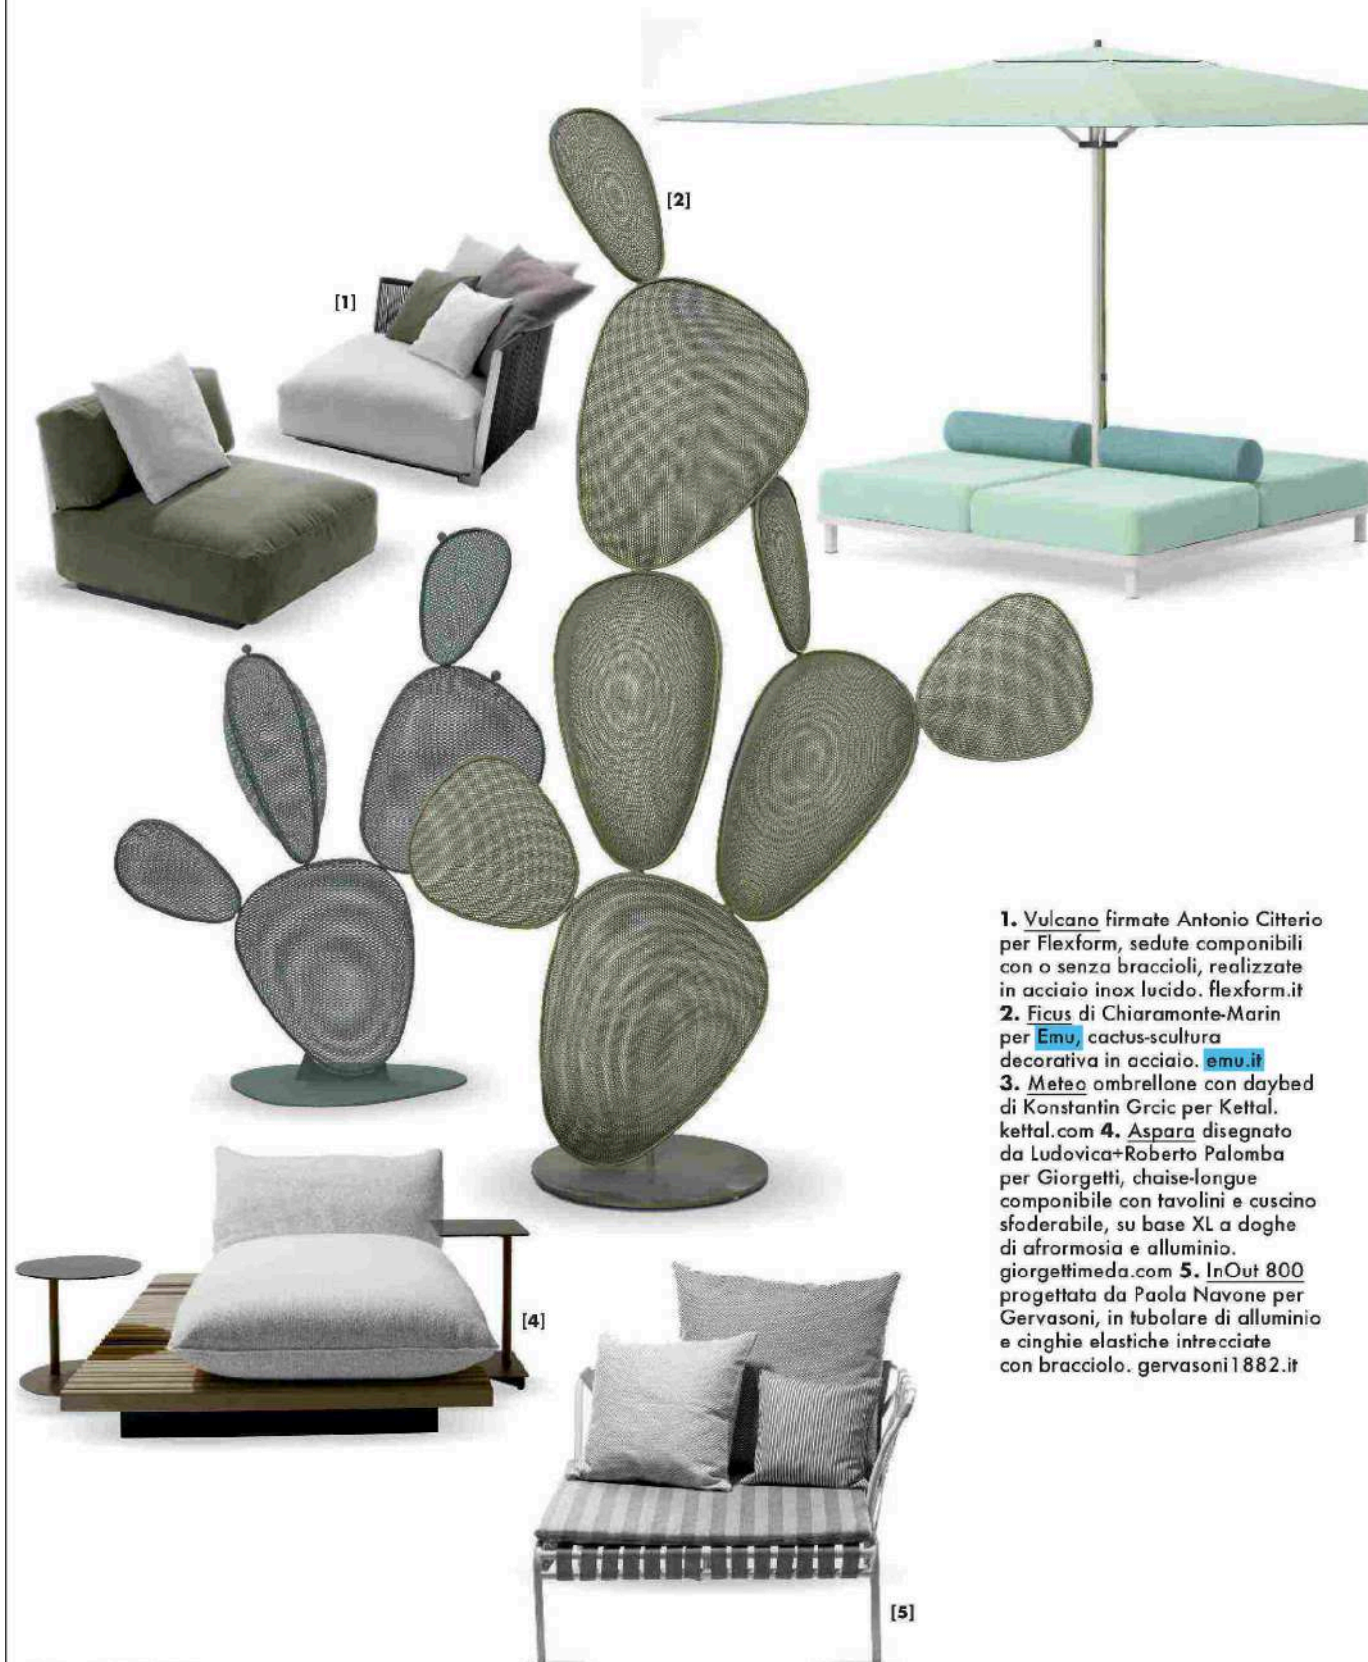 [2]
[1]
1. Vulcano firmate Antonio Citterio
per Flexform, sedute componibili
con o senza braccioli, realizzate
in acciaio inox lucido. flexform.it
2. Ficus di Chiaramonte-Marin
per Emu, cactus-scultura
decorativa in acciaio. emu.it
3. Meteo ombrellone con daybed
di Konstantin Grcic per Kettal.
kettal.com 4. Aspara disegnato
da Ludovica+Roberto Palomba
per Giorgetti, chaise-longue
componibile con tavolini e cuscino
sfoderabile, su base XL a doghe
di afrormosia e alluminio.
giorgettimeda.com 5. InOut 800
progettata da Paola Navone per
Gervasoni, in tubolare di alluminio
e cinghie elastiche intrecciate
con bracciolo. gervasoni1882.it
[4]
[5]